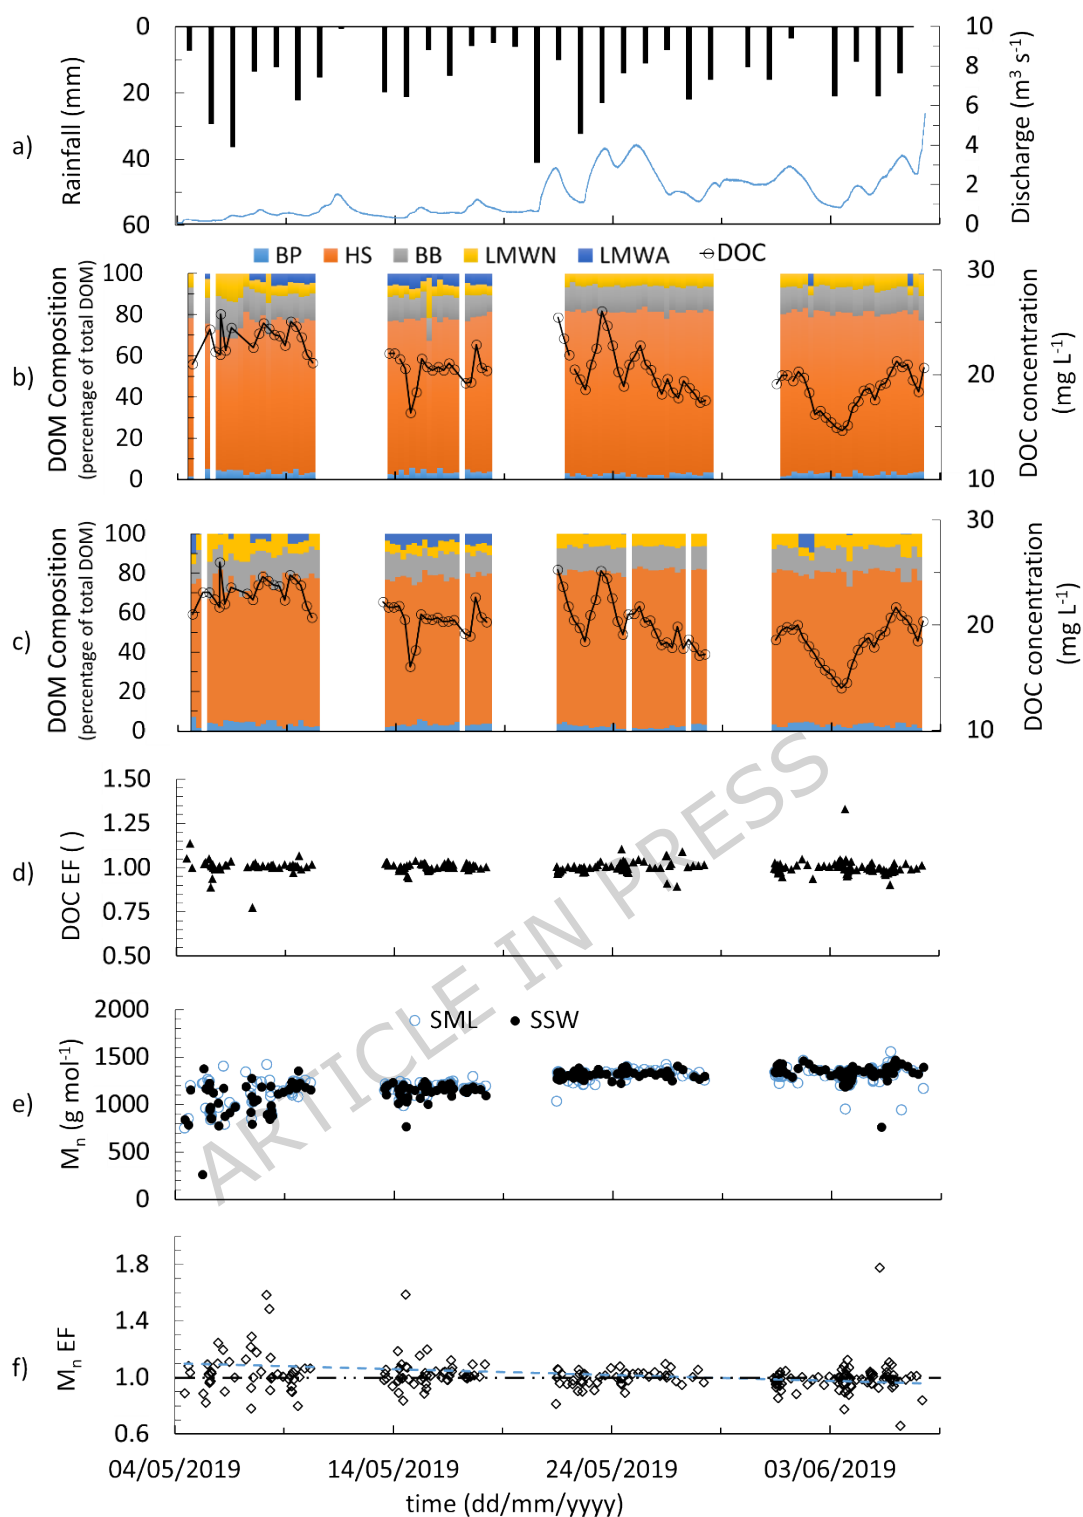 a)
Rainfall (mm)
0
20
40
60
10
8
6
4
2
0
Discharge (m³ s⁻¹)
BP HS BB LMWN LMWA DOC
b)
DOM Composition
(percentage of total DOM)
100
80
60
40
20
0
30
20
10
DOC concentration
(mg L⁻¹)
c)
DOM Composition
(percentage of total DOM)
100
80
60
40
20
0
30
20
10
DOC concentration
(mg L⁻¹)
d)
DOC EF ( )
1.50
1.25
1.00
0.75
0.50
e)
Mₙ (g mol⁻¹)
2000
1500
1000
500
0
SML SSW
f)
Mₙ EF
1.8
1.4
1.0
0.6
04/05/2019 14/05/2019 24/05/2019 03/06/2019
time (dd/mm/yyyy)
ARTICLE IN PRESS